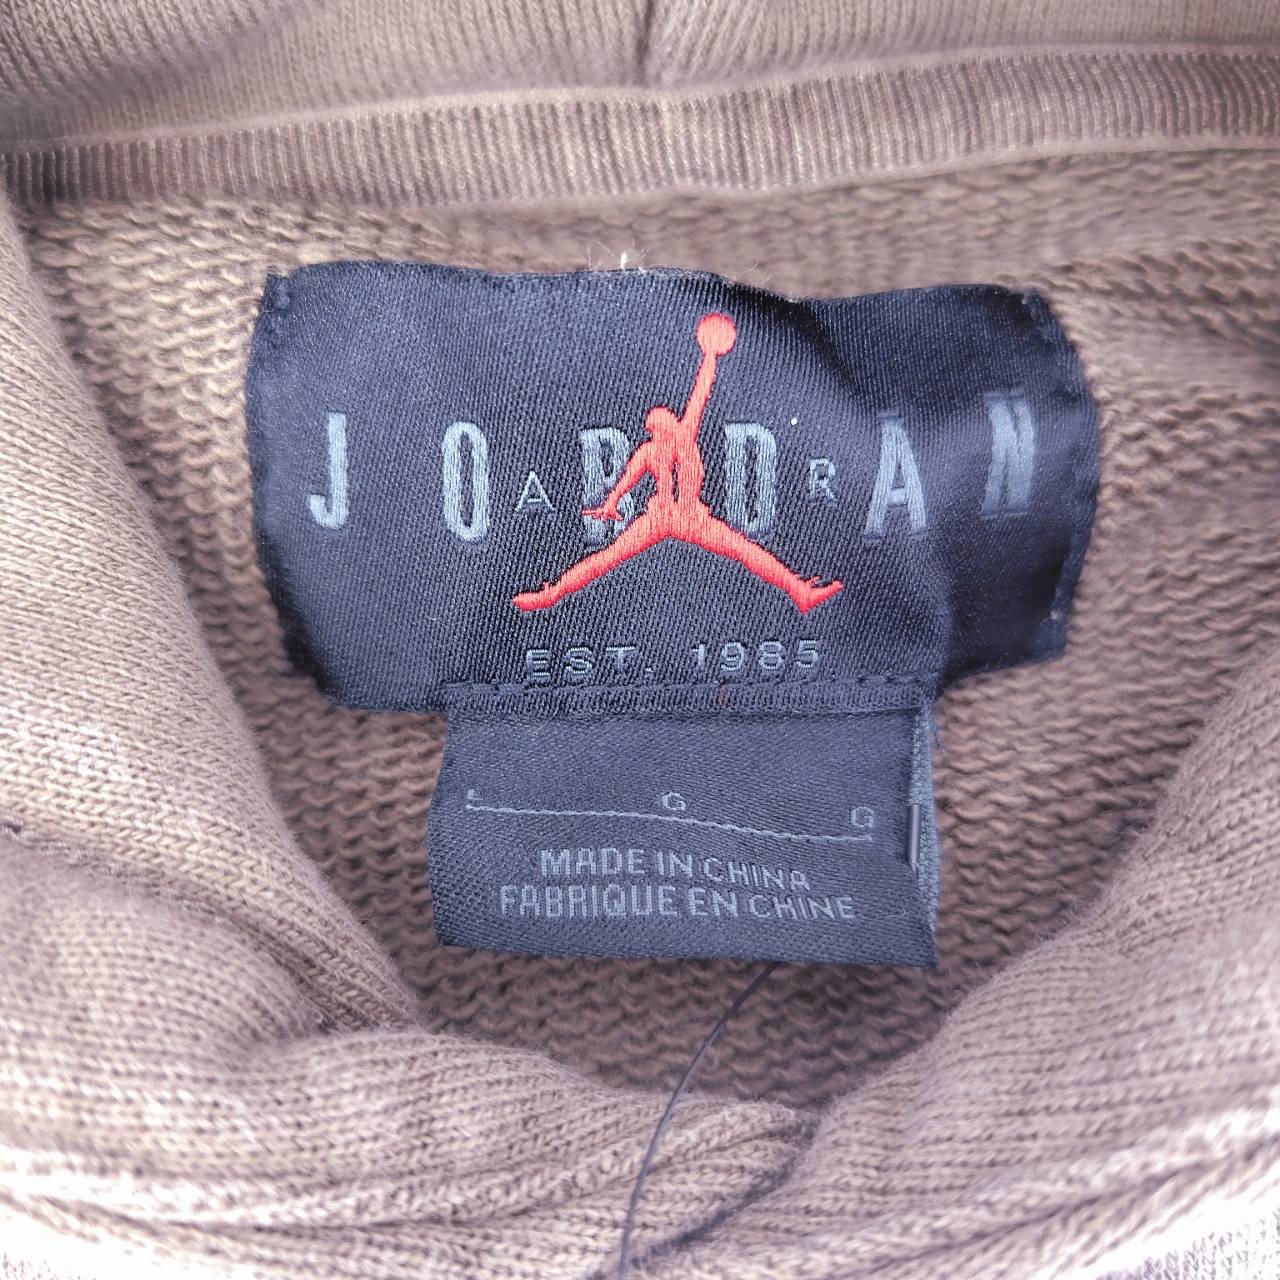 JORDAN
AIR
EST. 1985
L G G
MADE IN CHINA
FABRIQUE EN CHINE